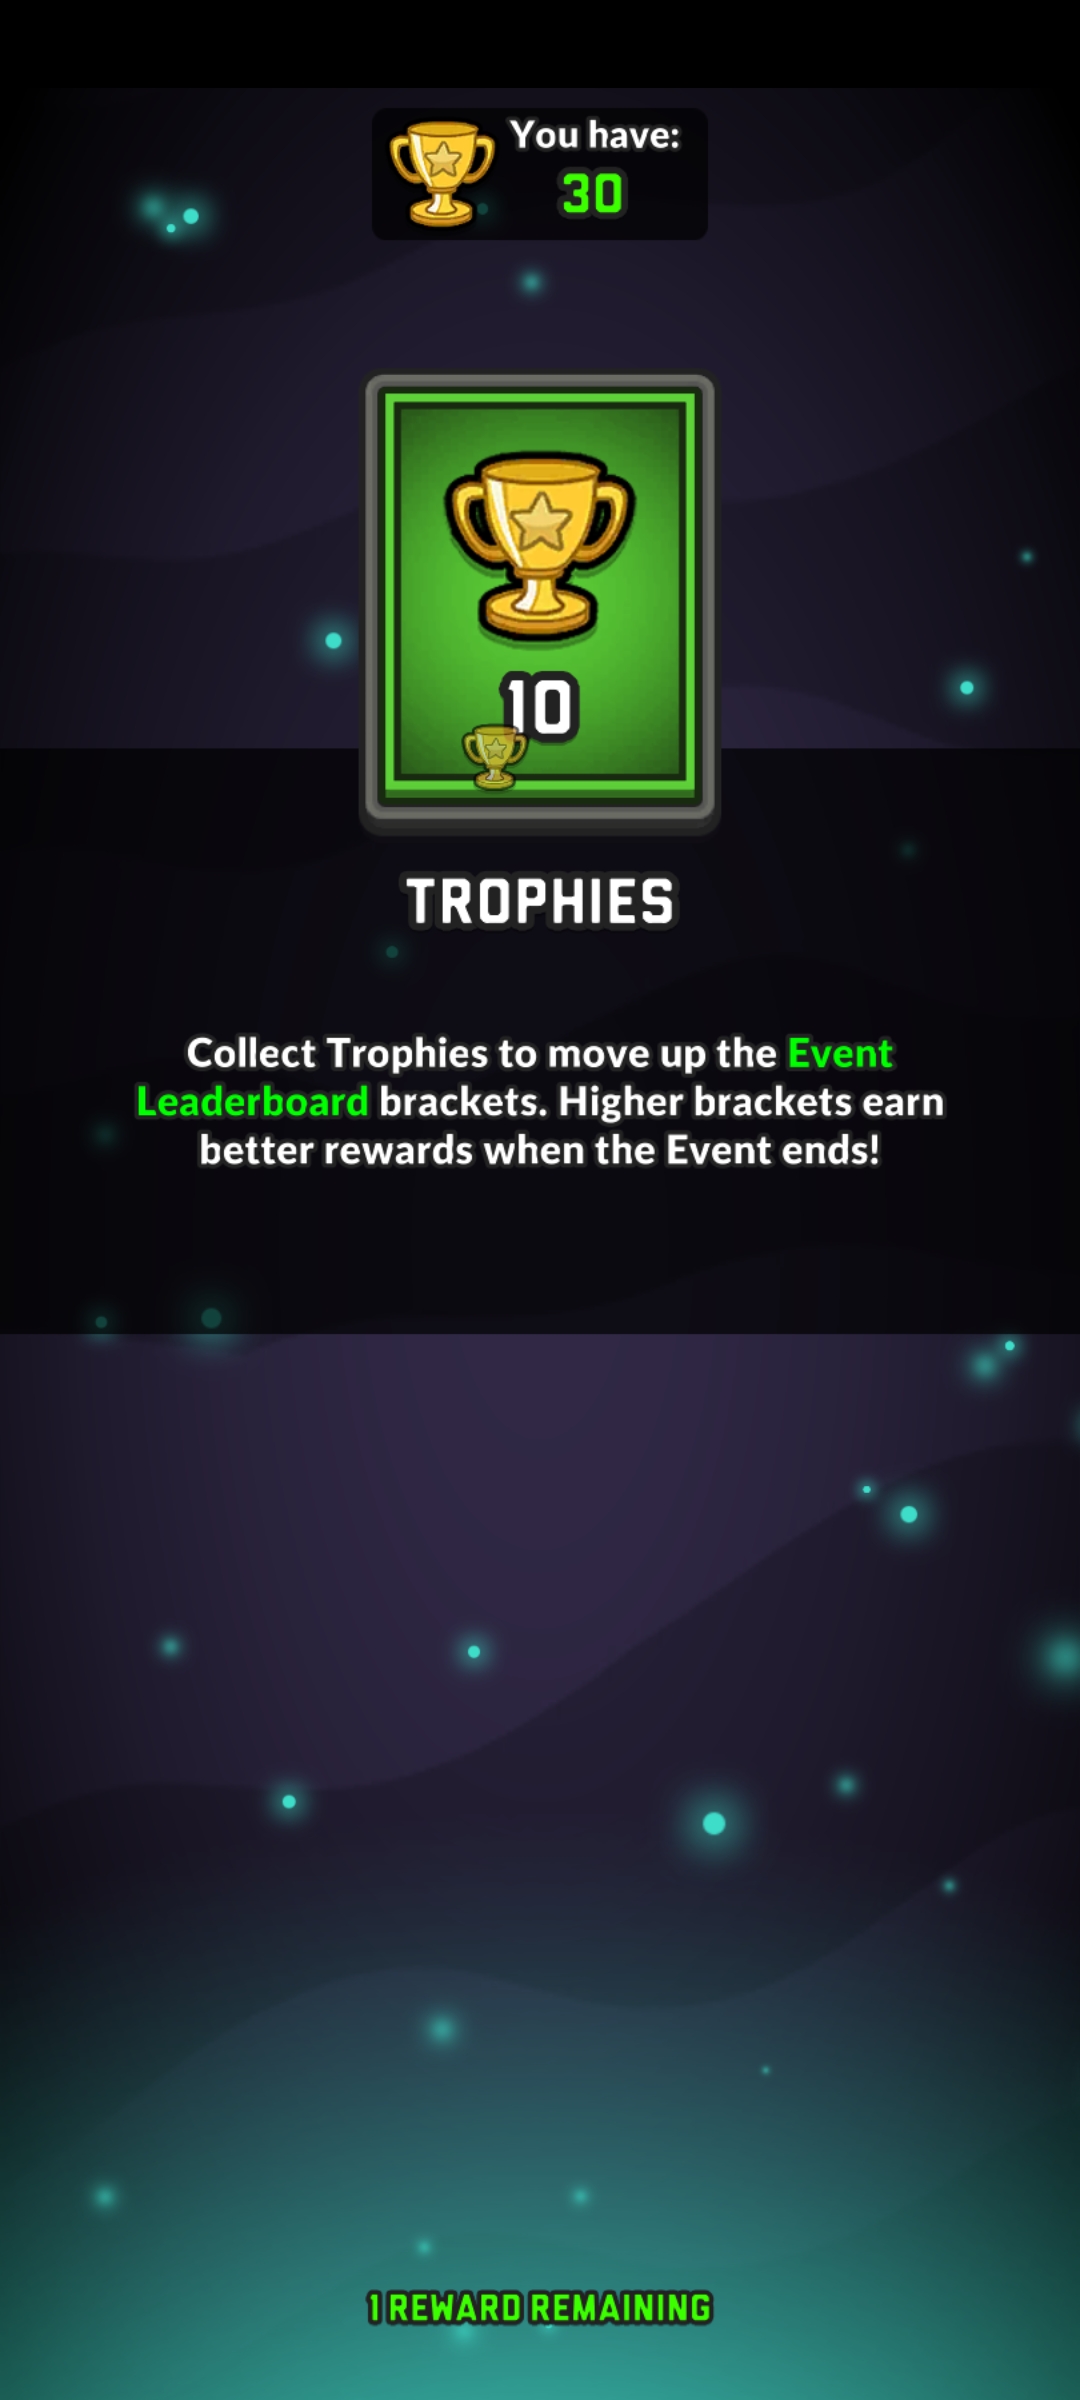 You have:
30
10
TROPHIES
Collect Trophies to move up the Event
Leaderboard brackets. Higher brackets earn
better rewards when the Event ends!
1 REWARD REMAINING